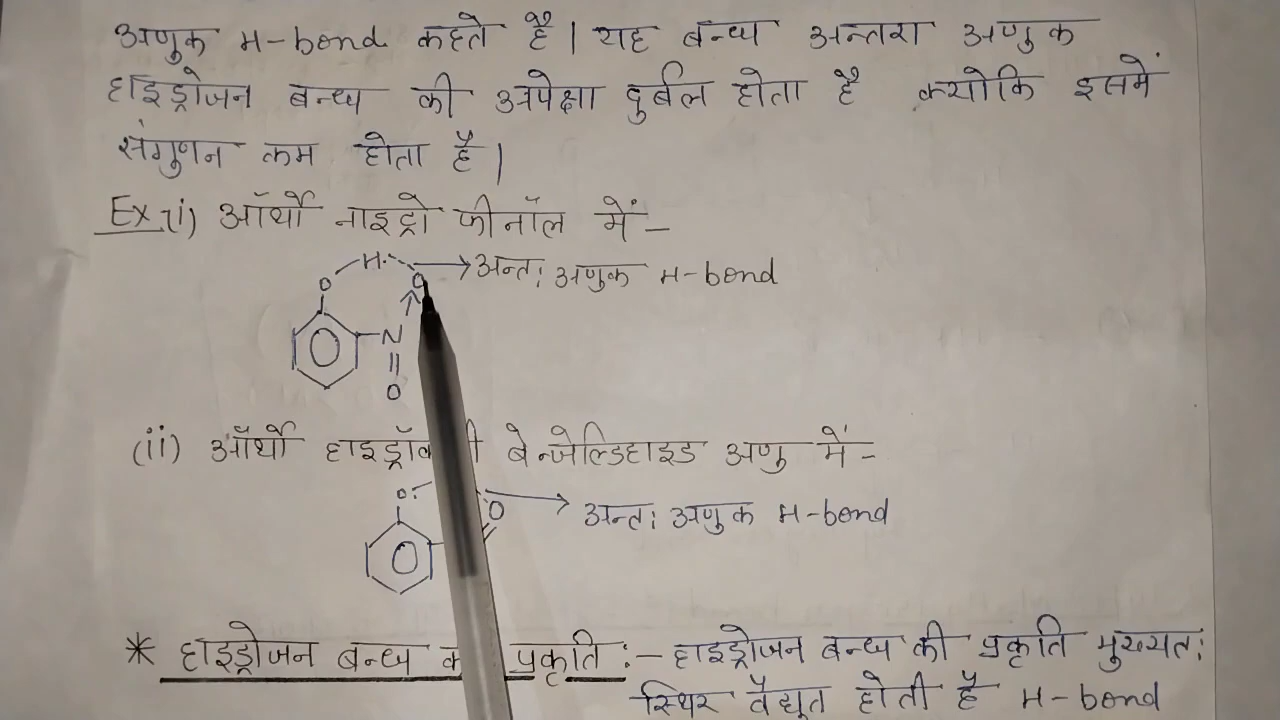 अणुक H-bond कहते है। यह बन्ध अन्तरा अणुक
हाइड्रोजन बन्ध की अपेक्षा दुर्बल होता है क्योकि इसमें
संगुणन कम होता है।
Ex.(i) ऑर्थो नाइट्रो फीनॉल में-
O H O → अन्तः अणुक H-bond
N
O
(ii) ऑर्थो बेन्जेल्डिहाइड अणु में-
O O → अन्तः अणुक H-bond
* हाइड्रोजन बन्ध प्रकृति :- हाइड्रोजन बन्ध की प्रकृति मुख्यतः
स्थिर वैद्युत होती है H-bond